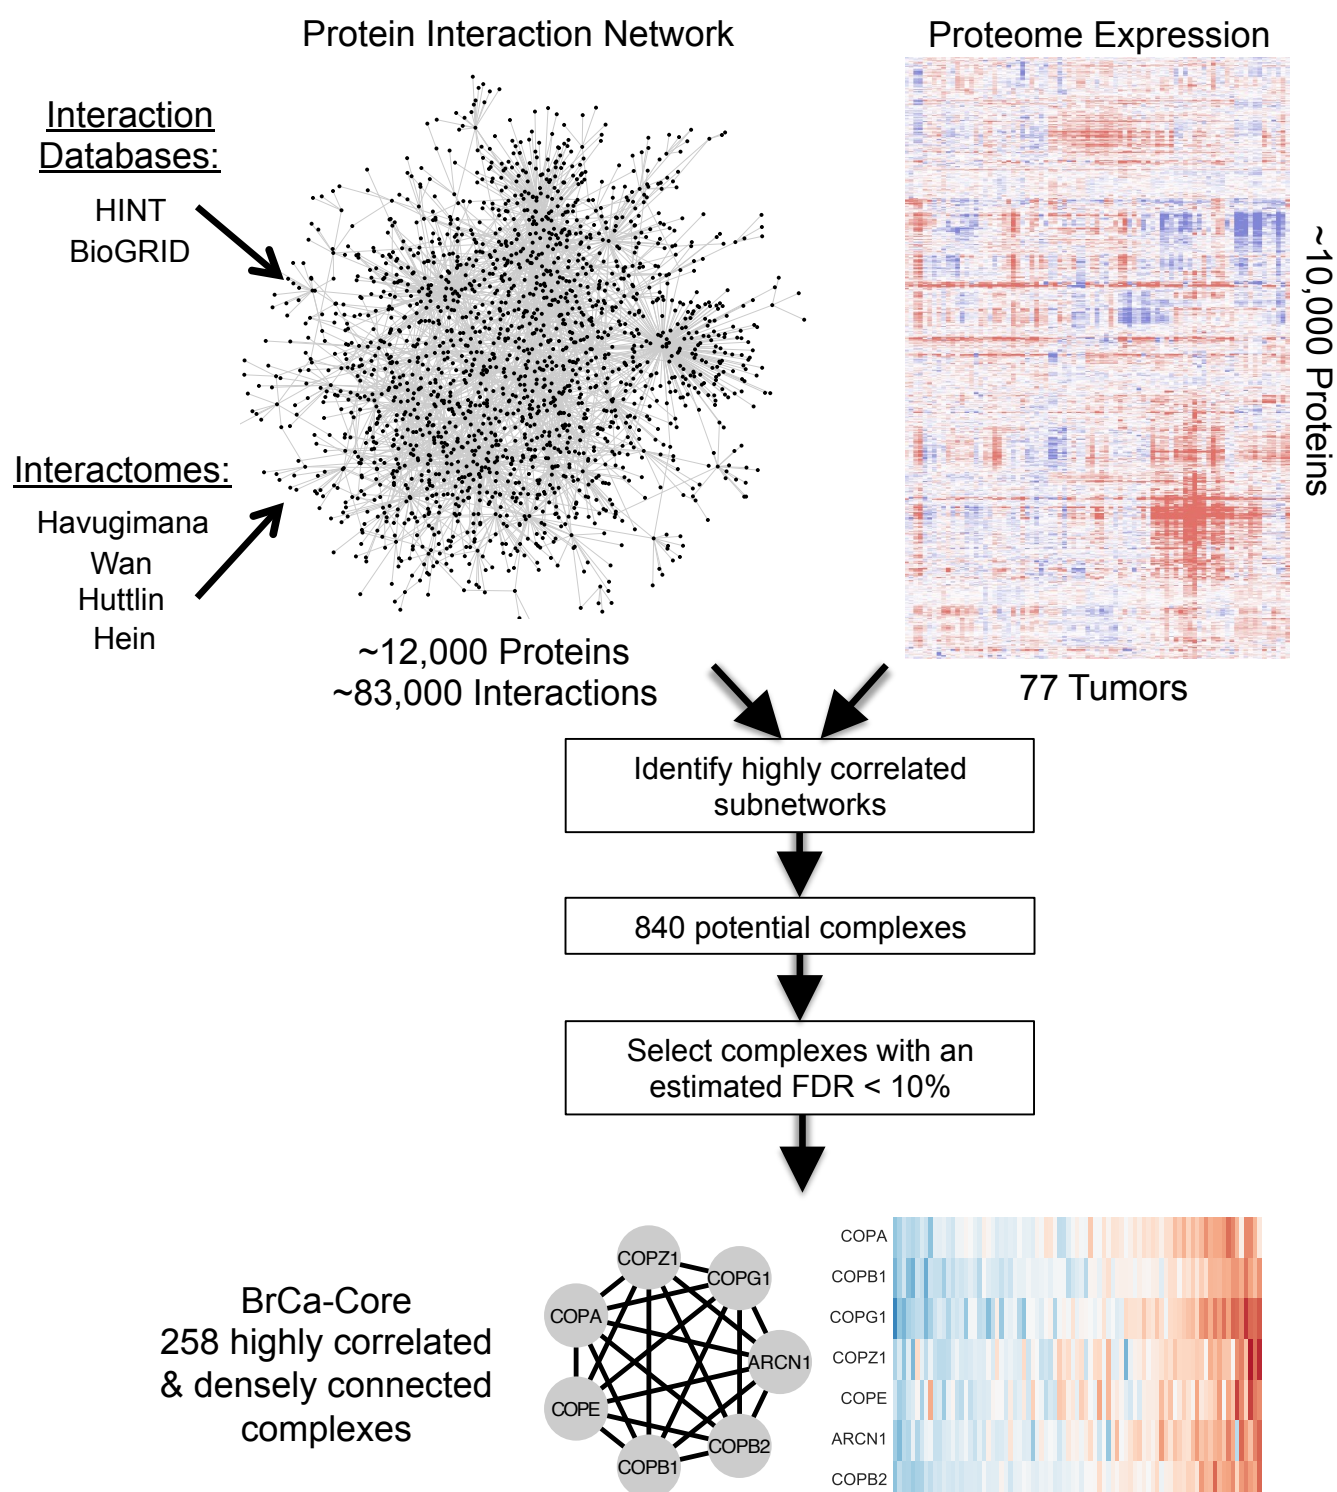 Protein Interaction Network
Proteome Expression
Interaction
Databases:
HINT
BioGRID
Interactomes:
Havugimana
Wan
Huttlin
Hein
~12,000 Proteins
~83,000 Interactions
~10,000 Proteins
77 Tumors
Identify highly correlated
subnetworks
840 potential complexes
Select complexes with an
estimated FDR < 10%
BrCa-Core
258 highly correlated
& densely connected
complexes
COPZ1
COPG1
COPA
ARCN1
COPE
COPB2
COPB1
COPA
COPB1
COPG1
COPZ1
COPE
ARCN1
COPB2